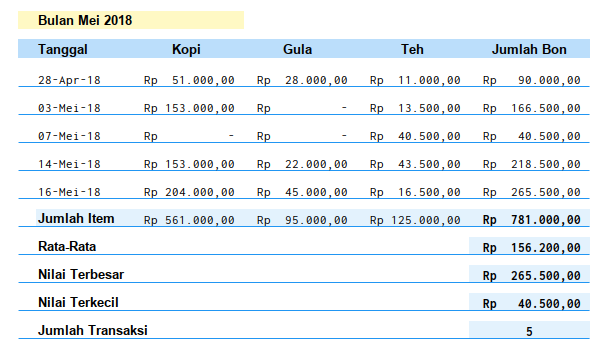 Bulan Mei 2018
Tanggal Kopi Gula Teh Jumlah Bon
28-Apr-18 Rp 51.000,00 Rp 28.000,00 Rp 11.000,00 Rp 90.000,00
03-Mei-18 Rp 153.000,00 Rp - Rp 13.500,00 Rp 166.500,00
07-Mei-18 Rp - Rp - Rp 40.500,00 Rp 40.500,00
14-Mei-18 Rp 153.000,00 Rp 22.000,00 Rp 43.500,00 Rp 218.500,00
16-Mei-18 Rp 204.000,00 Rp 45.000,00 Rp 16.500,00 Rp 265.500,00
Jumlah Item Rp 561.000,00 Rp 95.000,00 Rp 125.000,00 Rp 781.000,00
Rata-Rata Rp 156.200,00
Nilai Terbesar Rp 265.500,00
Nilai Terkecil Rp 40.500,00
Jumlah Transaksi 5